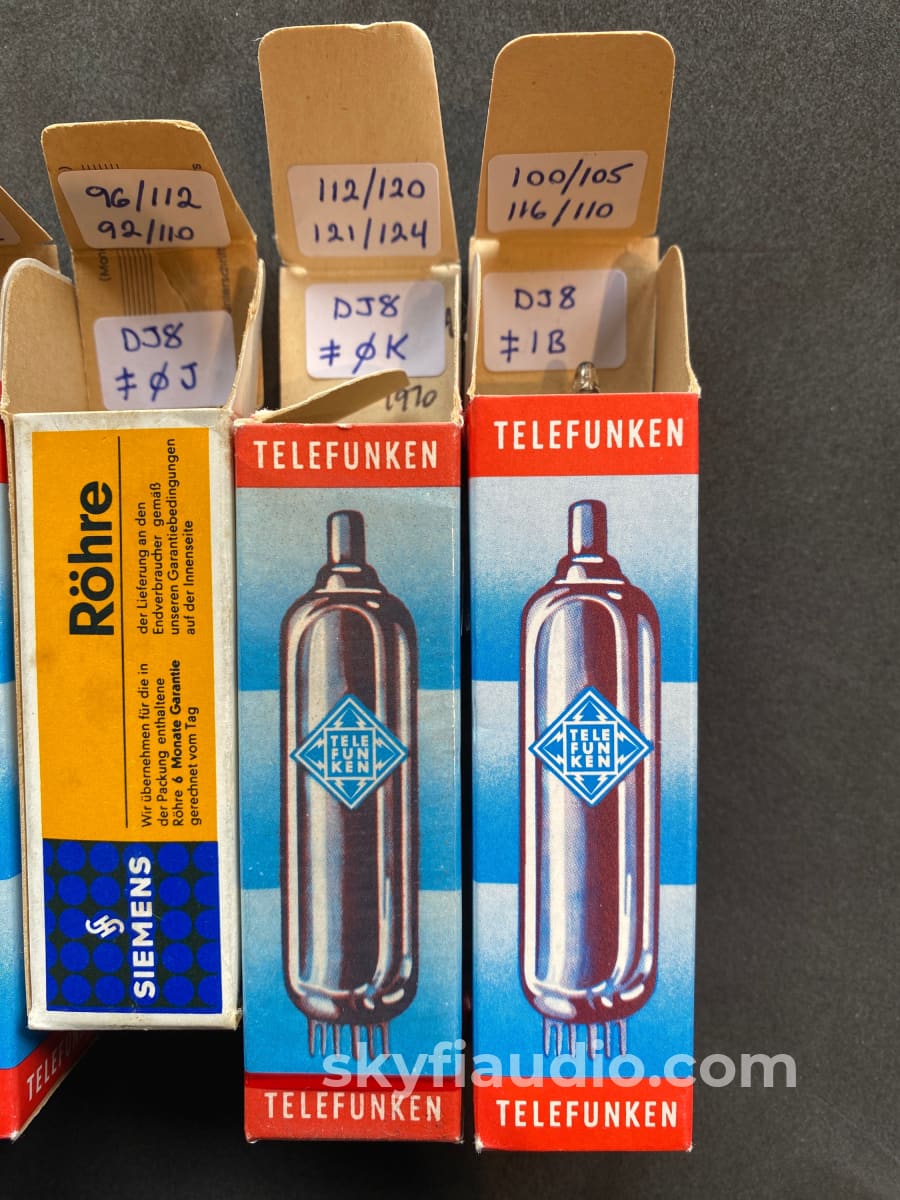 96/112
92/110
DJ8
# ØJ
112/120
121/124
DJ8
# ØK
1970
100/105
116/110
DJ8
# 1B
Röhre
Wir übernehmen für die in
der Packung enthaltene
Röhre 6 Monate Garantie
gerechnet vom Tag
der Lieferung an den
Endverbraucher gemäß
unseren Garantiebedingungen
auf der Innenseite
SIEMENS
TELEFUNKEN
TELE
FUN
KEN
TELEFUNKEN
TELEFUNKEN
TELE
FUN
KEN
TELEFUNKEN
skyfiaudio.com